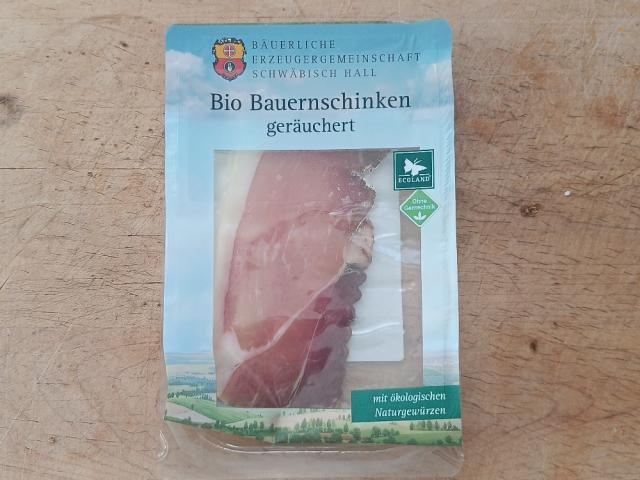 BÄUERLICHE
ERZEUGERGEMEINSCHAFT
SCHWÄBISCH HALL
Bio Bauernschinken
geräuchert
ECOLAND
Ohne
Gentechnik
mit ökologischen
Naturgewürzen